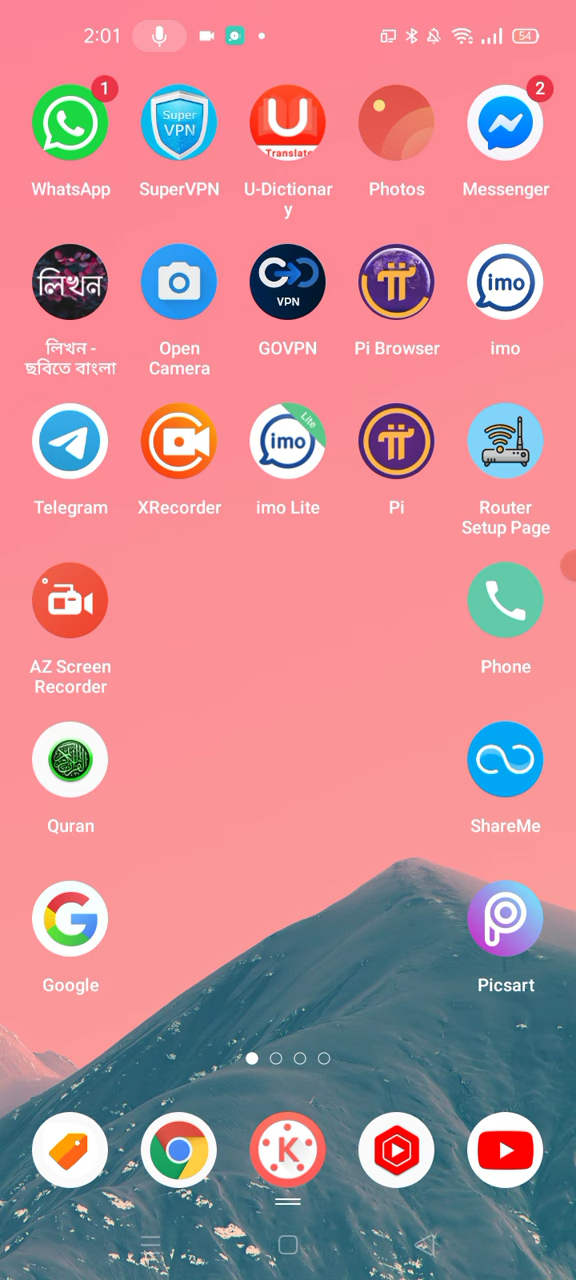 2:01
54
1
2
Super
VPN
U
Translate
লিখন
VPN
imo
WhatsApp
SuperVPN
U-Dictionar
y
Photos
Messenger
লিখন -
ছবিতে বাংলা
Open
Camera
GOVPN
Pi Browser
imo
imo
Lite
Telegram
XRecorder
imo Lite
Pi
Router
Setup Page
AZ Screen
Recorder
Phone
Quran
ShareMe
Google
Picsart
K